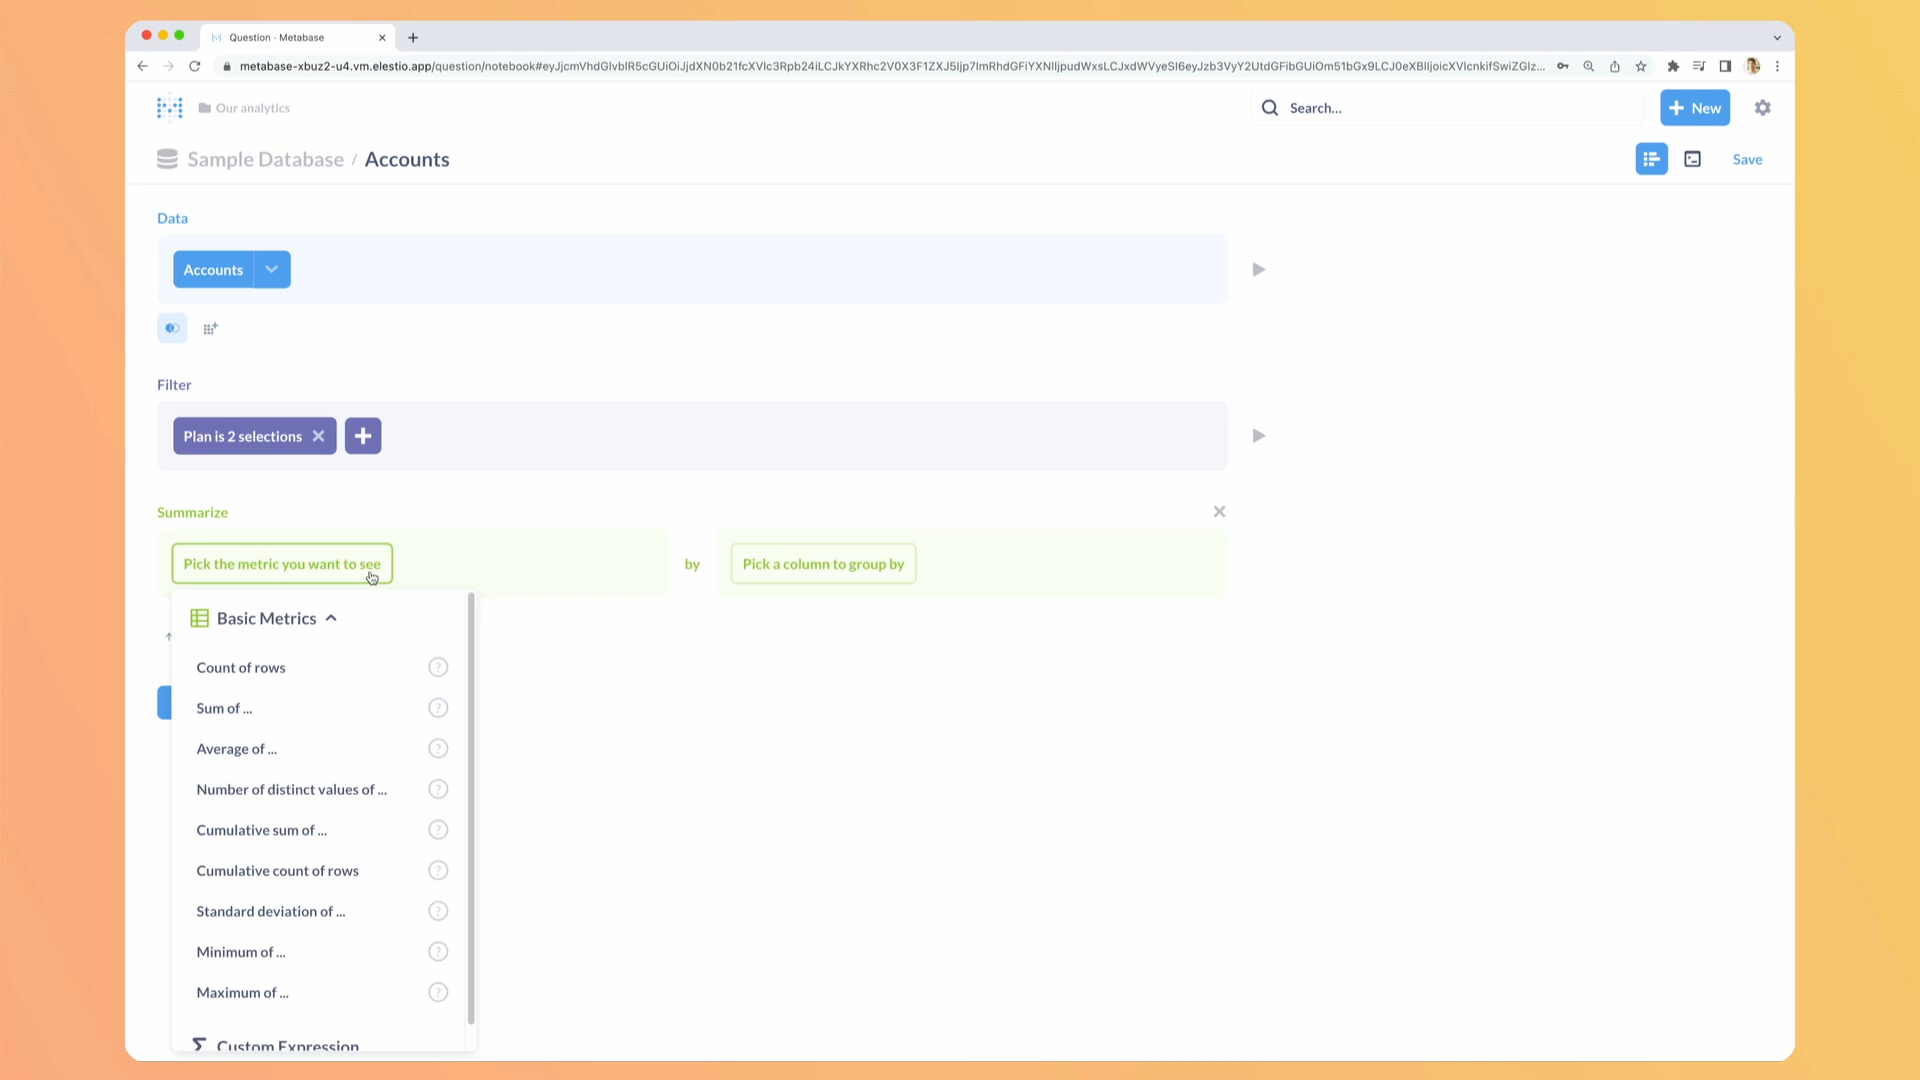 Question - Metabase
metabase-xbuz2-u4.vm.elestio.app/question/notebook#
Our analytics
Search...
New
Sample Database / Accounts
Save
Data
Accounts
Filter
Plan is 2 selections
Summarize
Pick the metric you want to see
by
Pick a column to group by
Basic Metrics
Count of rows
?
Sum of ...
?
Average of ...
?
Number of distinct values of ...
?
Cumulative sum of ...
?
Cumulative count of rows
?
Standard deviation of ...
?
Minimum of ...
?
Maximum of ...
?
Custom Expression